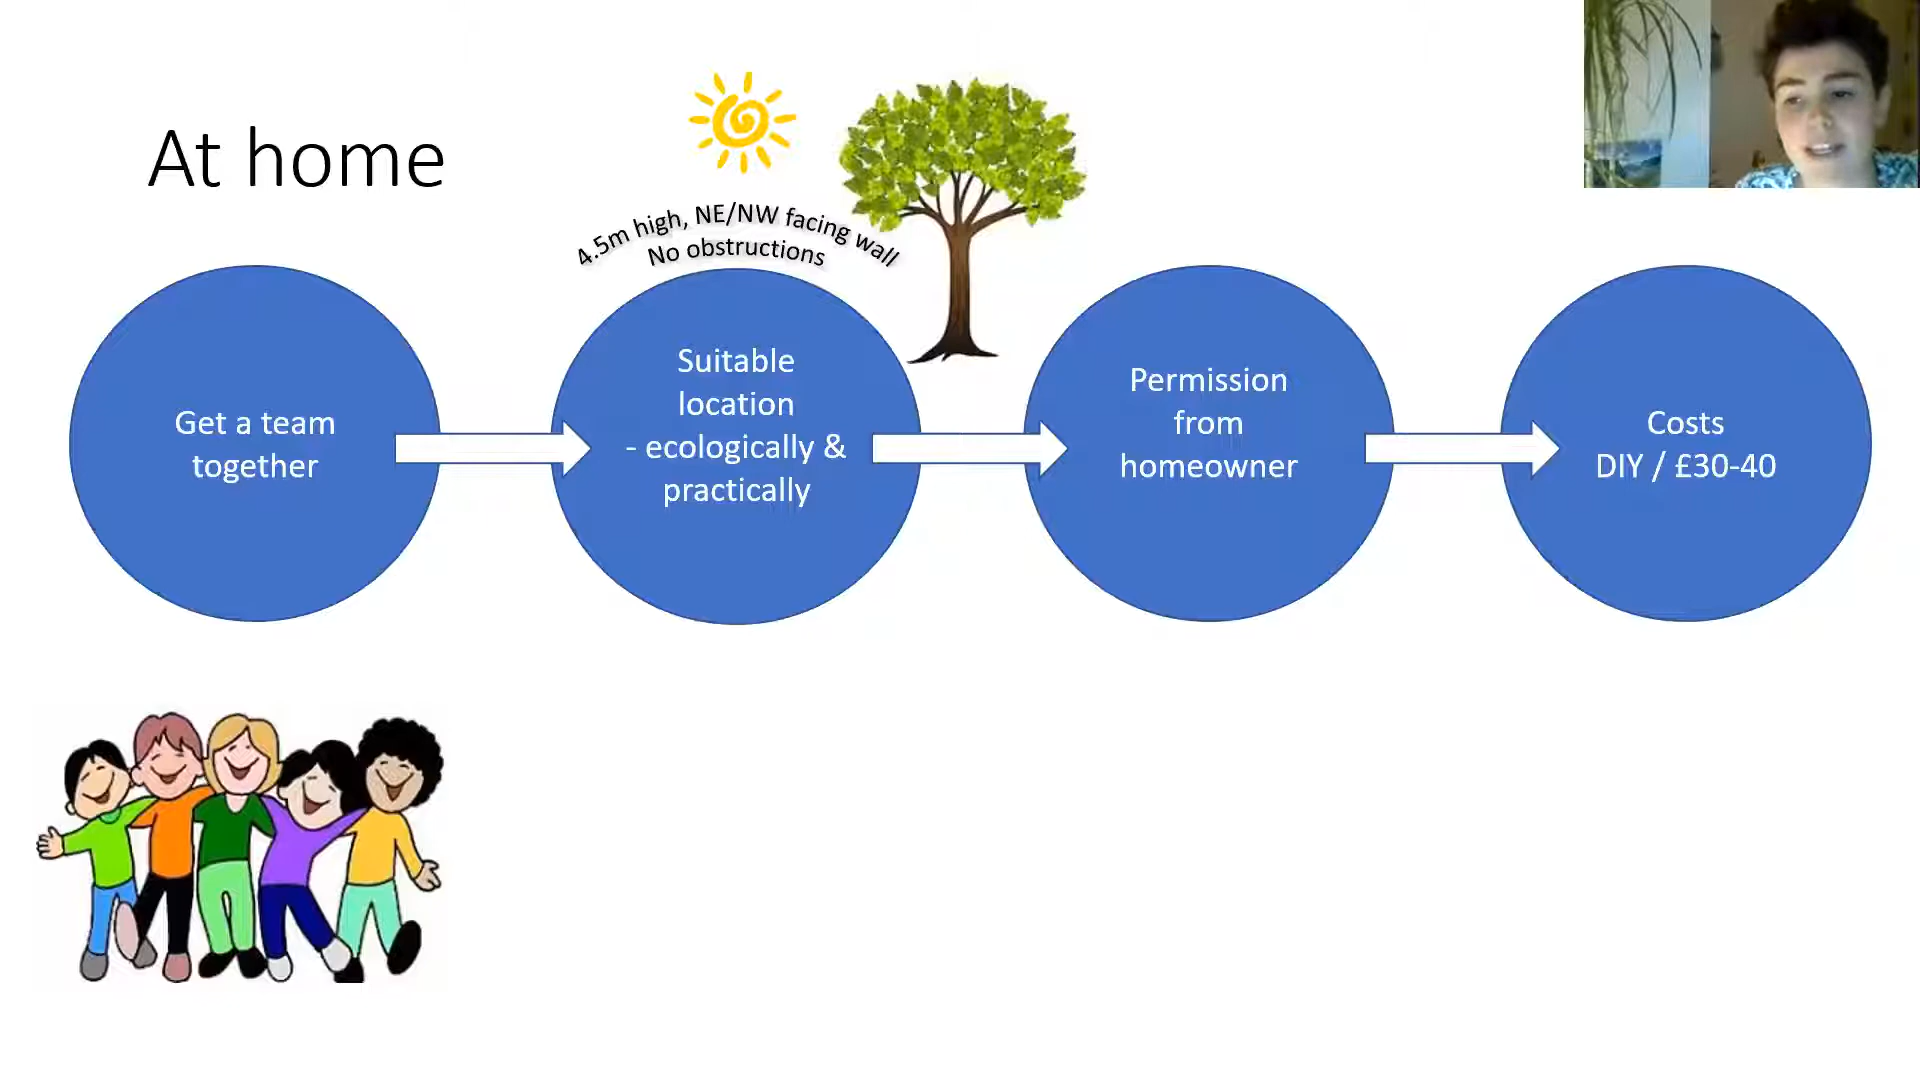 At home
4.5m high, NE/NW facing wall
No obstructions
Get a team
together
Suitable
location
- ecologically &
practically
Permission
from
homeowner
Costs
DIY / £30-40